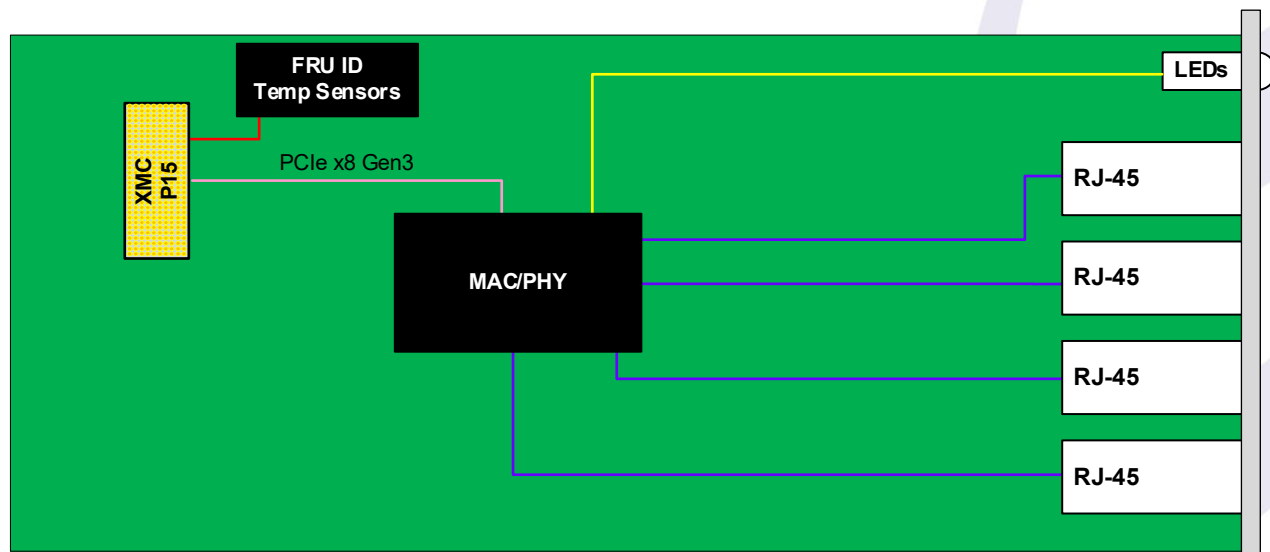 FRU ID
Temp Sensors
LEDs
XMC
P15
PCIe x8 Gen3
RJ-45
MAC/PHY
RJ-45
RJ-45
RJ-45